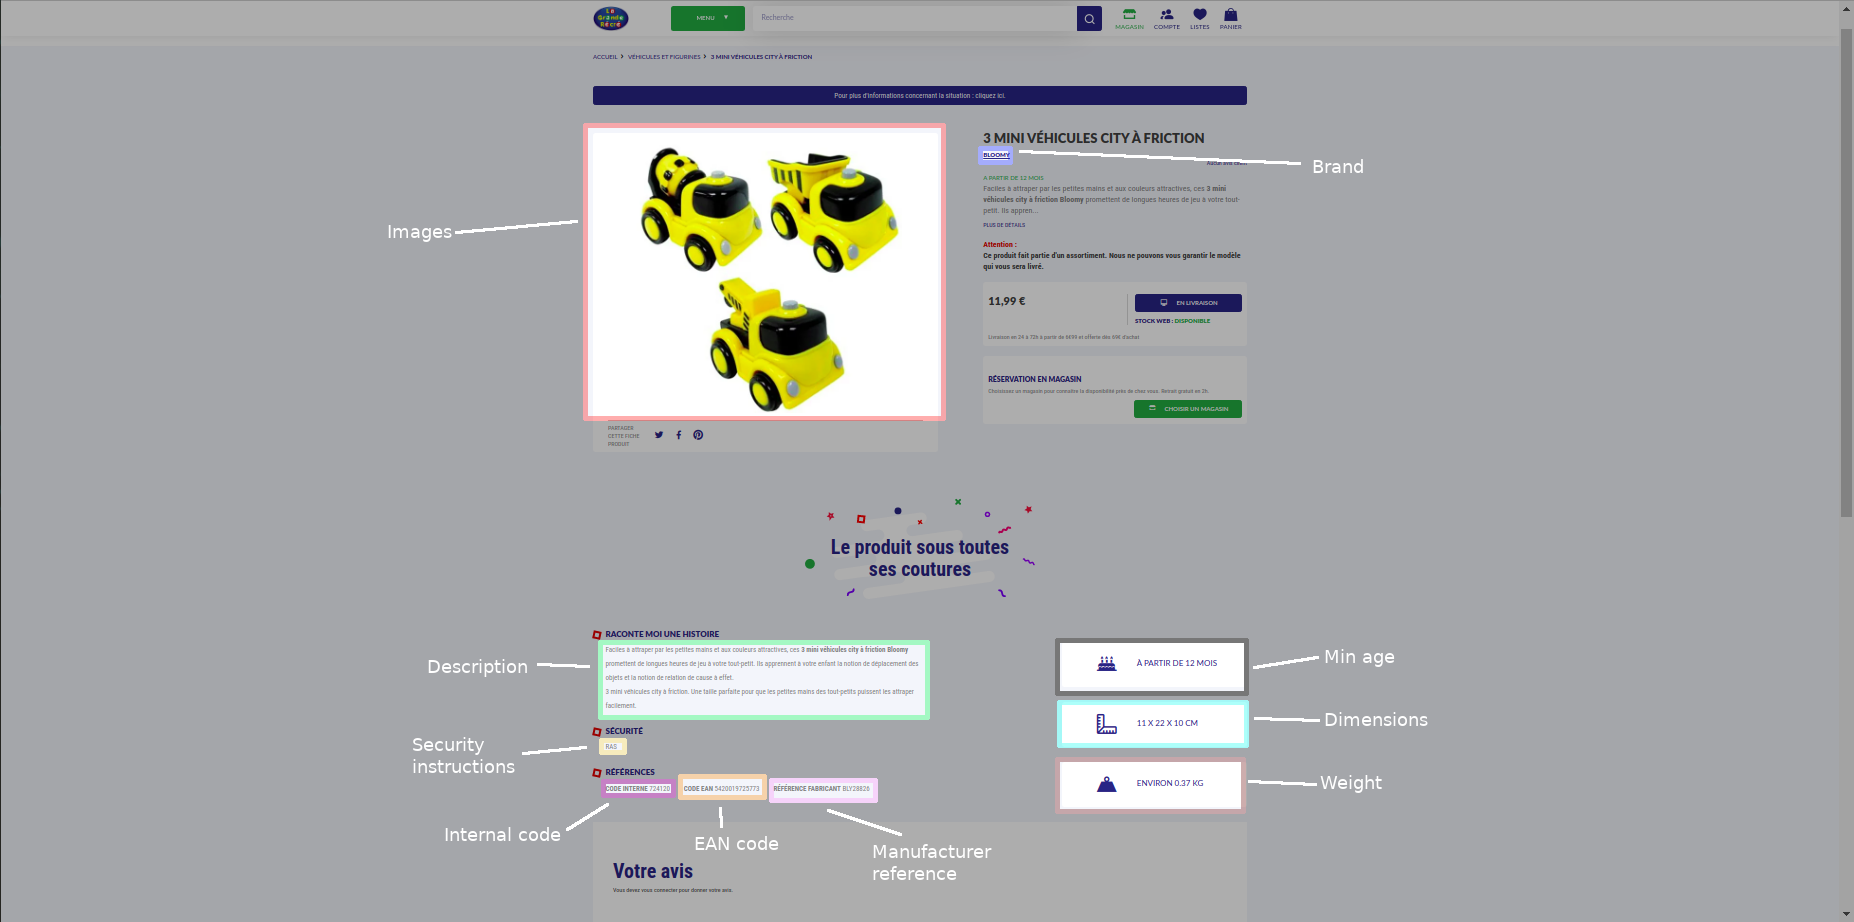 La
Grande
Récré
MENU
Recherche
MAGASIN
COMPTE
LISTES
PANIER
ACCUEIL > VÉHICULES ET FIGURINES > 3 MINI VÉHICULES CITY À FRICTION
Pour plus d'informations concernant la situation : cliquez ici.
3 MINI VÉHICULES CITY À FRICTION
BLOOMY
Brand
A PARTIR DE 12 MOIS
Faciles à attraper par les petites mains et aux couleurs attractives, ces 3 mini
véhicules city à friction Bloomy promettent de longues heures de jeu à votre tout-
petit. Ils appren...
PLUS DE DÉTAILS
Images
Attention :
Ce produit fait partie d'un assortiment. Nous ne pouvons vous garantir le modèle
qui vous sera livré.
11,99 €
EN LIVRAISON
STOCK WEB : DISPONIBLE
Livraison en 24 à 72h à partir de 6€99 et offerte dès 69€ d'achat
RÉSERVATION EN MAGASIN
Choisissez un magasin pour connaitre la disponibilité près de chez vous. Retrait gratuit en 2h.
CHOISIR UN MAGASIN
PARTAGER
CETTE FICHE
PRODUIT
Le produit sous toutes
ses coutures
RACONTE MOI UNE HISTOIRE
Faciles à attraper par les petites mains et aux couleurs attractives, ces 3 mini véhicules city à friction Bloomy
promettent de longues heures de jeu à votre tout-petit. Ils apprennent à votre enfant la notion de déplacement des
objets et la notion de relation de cause à effet.
3 mini véhicules city à friction. Une taille parfaite pour que les petites mains des tout-petits puissent les attraper
facilement.
Description
À PARTIR DE 12 MOIS
Min age
11 X 22 X 10 CM
Dimensions
SÉCURITÉ
RAS
Security
instructions
RÉFÉRENCES
CODE INTERNE 724120
CODE EAN 5420019725773
RÉFÉRENCE FABRICANT BLY28826
ENVIRON 0.37 KG
Weight
Internal code
EAN code
Manufacturer
reference
Votre avis
Vous devez vous connecter pour donner votre avis.